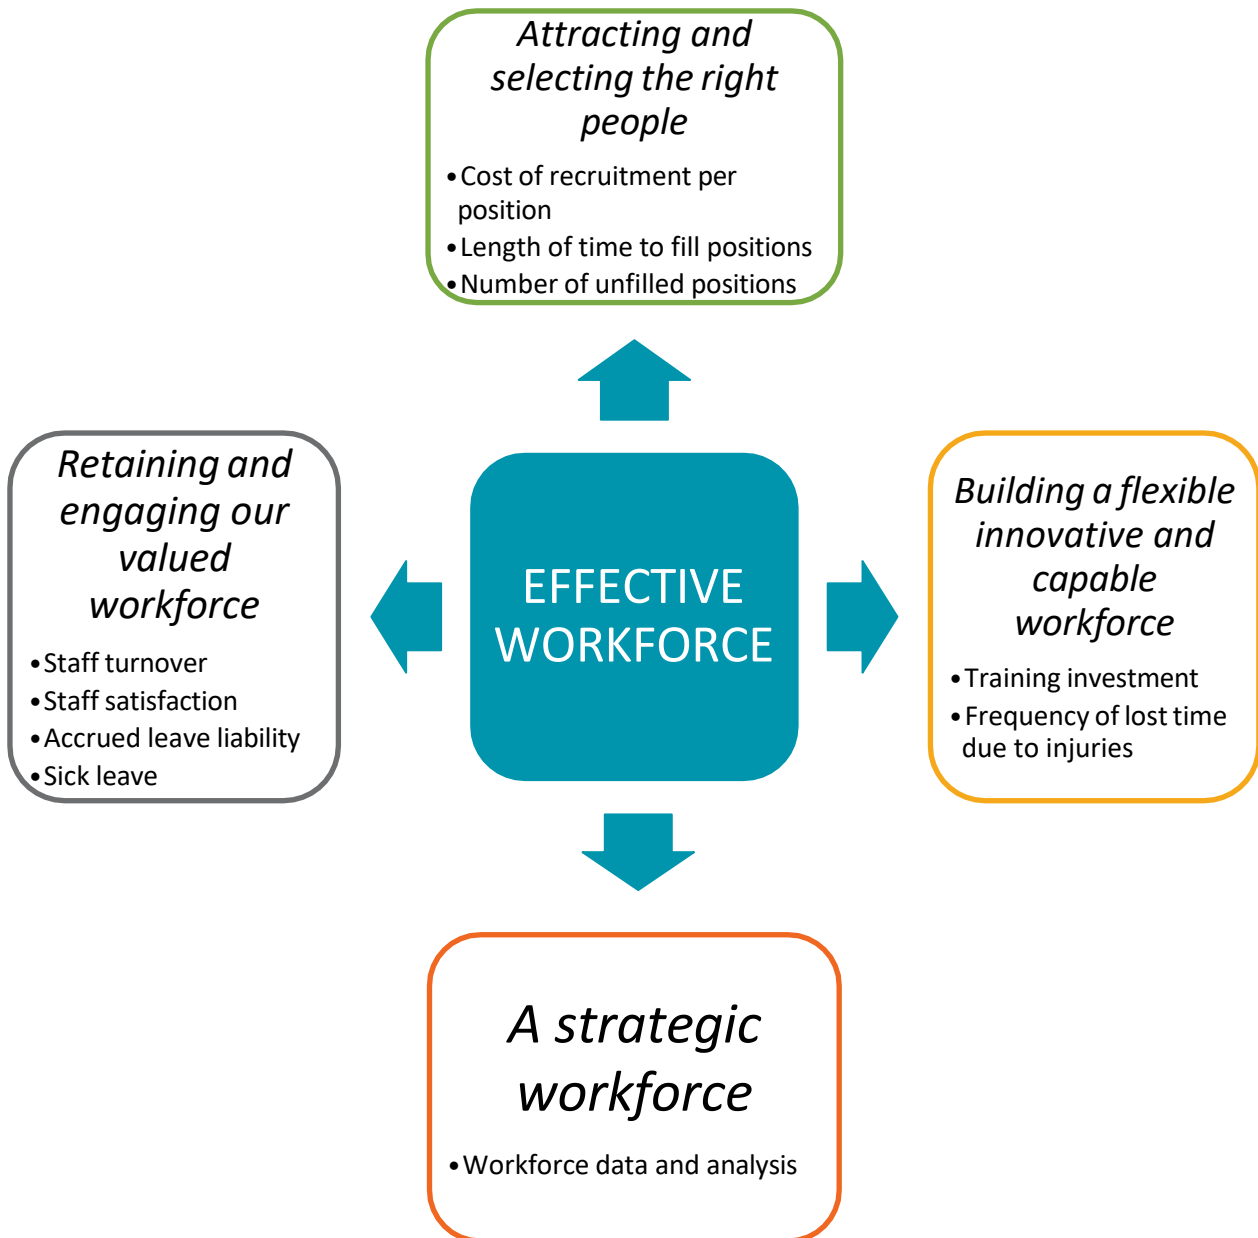 Attracting and
selecting the right
people
•Cost of recruitment per
position
•Length of time to fill positions
•Number of unfilled positions
Retaining and
engaging our
valued
workforce
•Staff turnover
•Staff satisfaction
•Accrued leave liability
•Sick leave
EFFECTIVE
WORKFORCE
Building a flexible
innovative and
capable
workforce
•Training investment
•Frequency of lost time
due to injuries
A strategic
workforce
•Workforce data and analysis